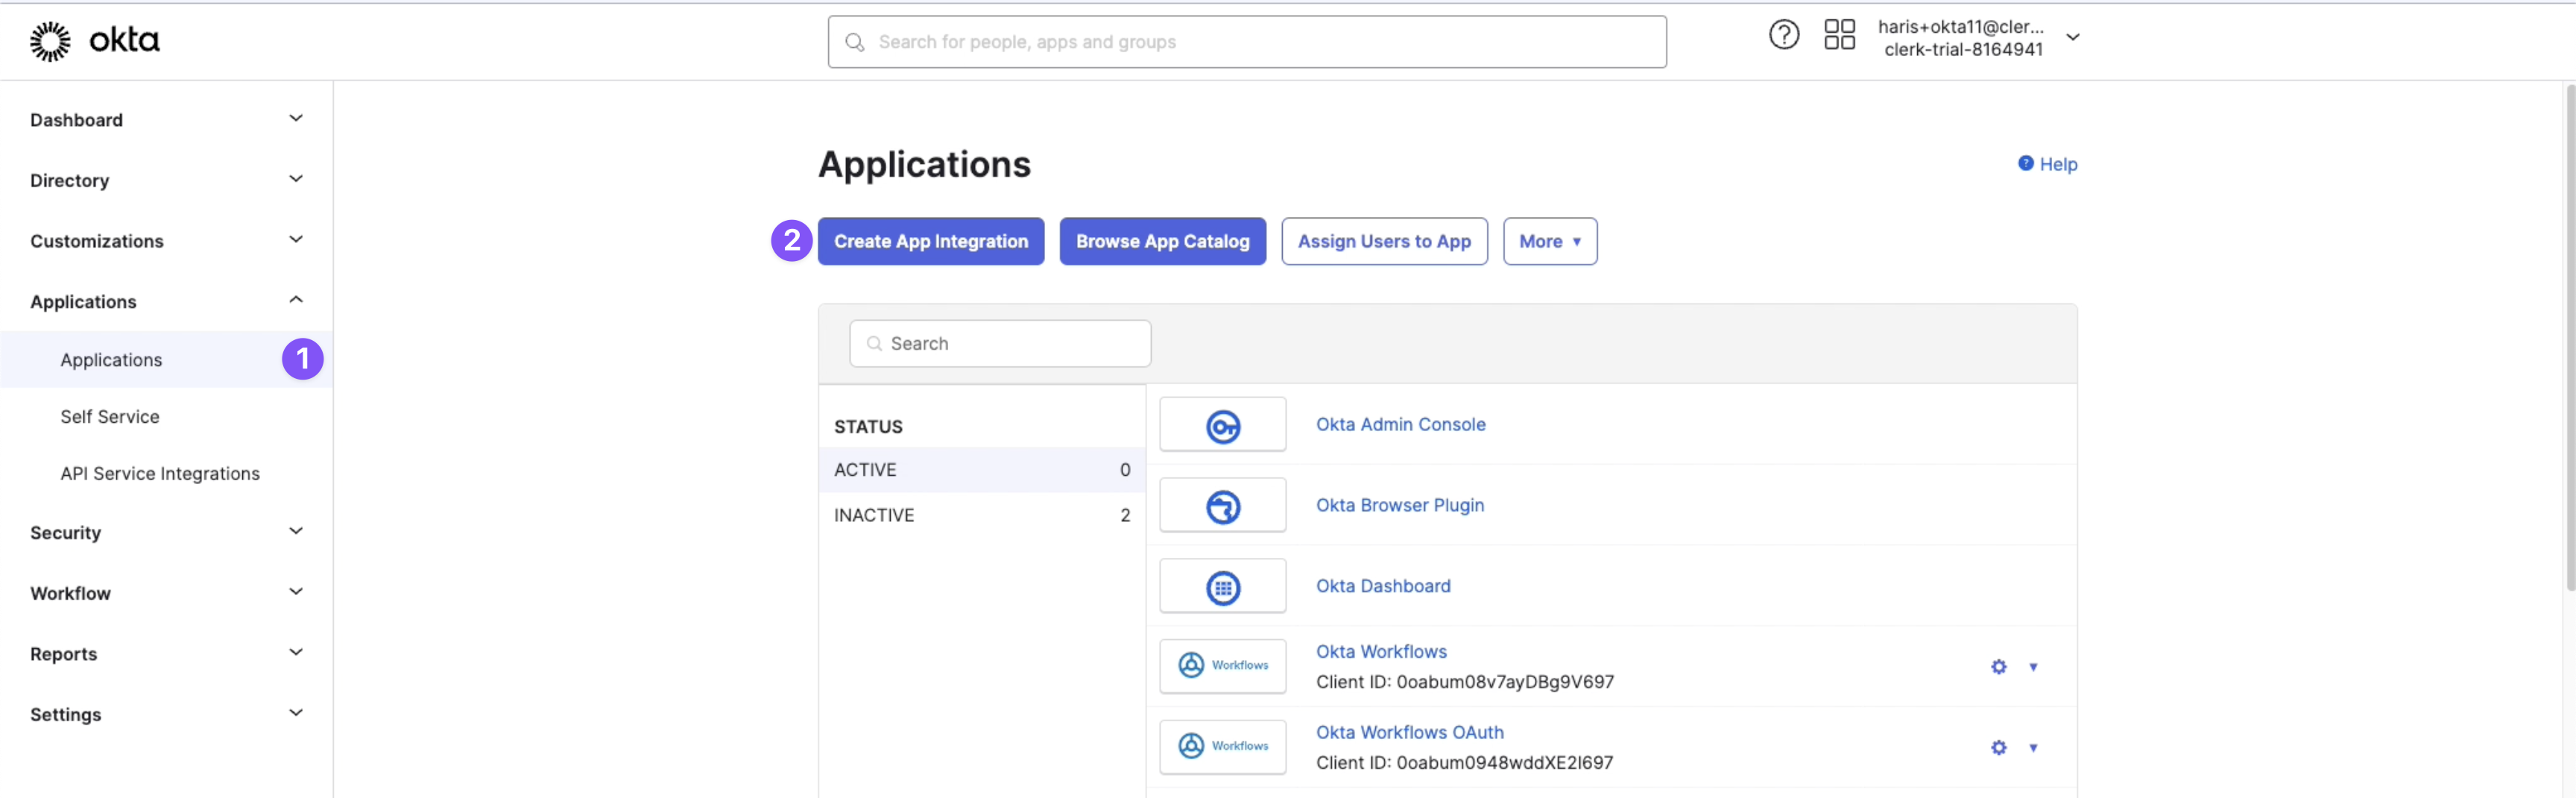 okta
Search for people, apps and groups
haris+okta11@cler...
clerk-trial-8164941
Dashboard
Directory
Customizations
Applications
Applications 1
Self Service
API Service Integrations
Security
Workflow
Reports
Settings
Applications
Help
2 Create App Integration Browse App Catalog Assign Users to App More
Search
STATUS
ACTIVE 0
INACTIVE 2
Okta Admin Console
Okta Browser Plugin
Okta Dashboard
Workflows
Okta Workflows
Client ID: 0oabum08v7ayDBg9V697
Workflows
Okta Workflows OAuth
Client ID: 0oabum0948wddXE2I697